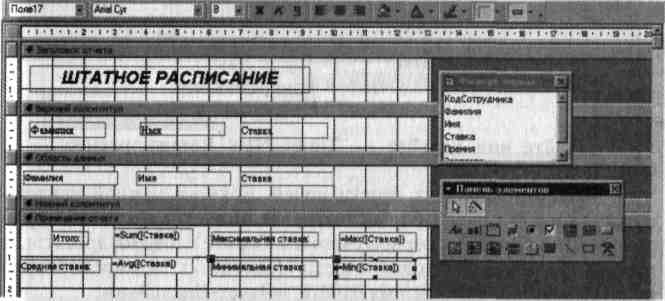 Поле17 Arial Cyr 8 Ж К Ч
Заголовок отчета
ШТАТНОЕ РАСПИСАНИЕ
Верхний колонтитул
Фамилия Имя Ставка
Область данных
Фамилия Имя Ставка
Нижний колонтитул
Примечание отчета
Итого: =Sum([Ставка]) Максимальная ставка: =Max([Ставка])
Средняя ставка: =Avg([Ставка]) Минимальная ставка: =Min([Ставка])
КодСотрудника
Фамилия
Имя
Ставка
Премия
Панель элементов
Aa ab|